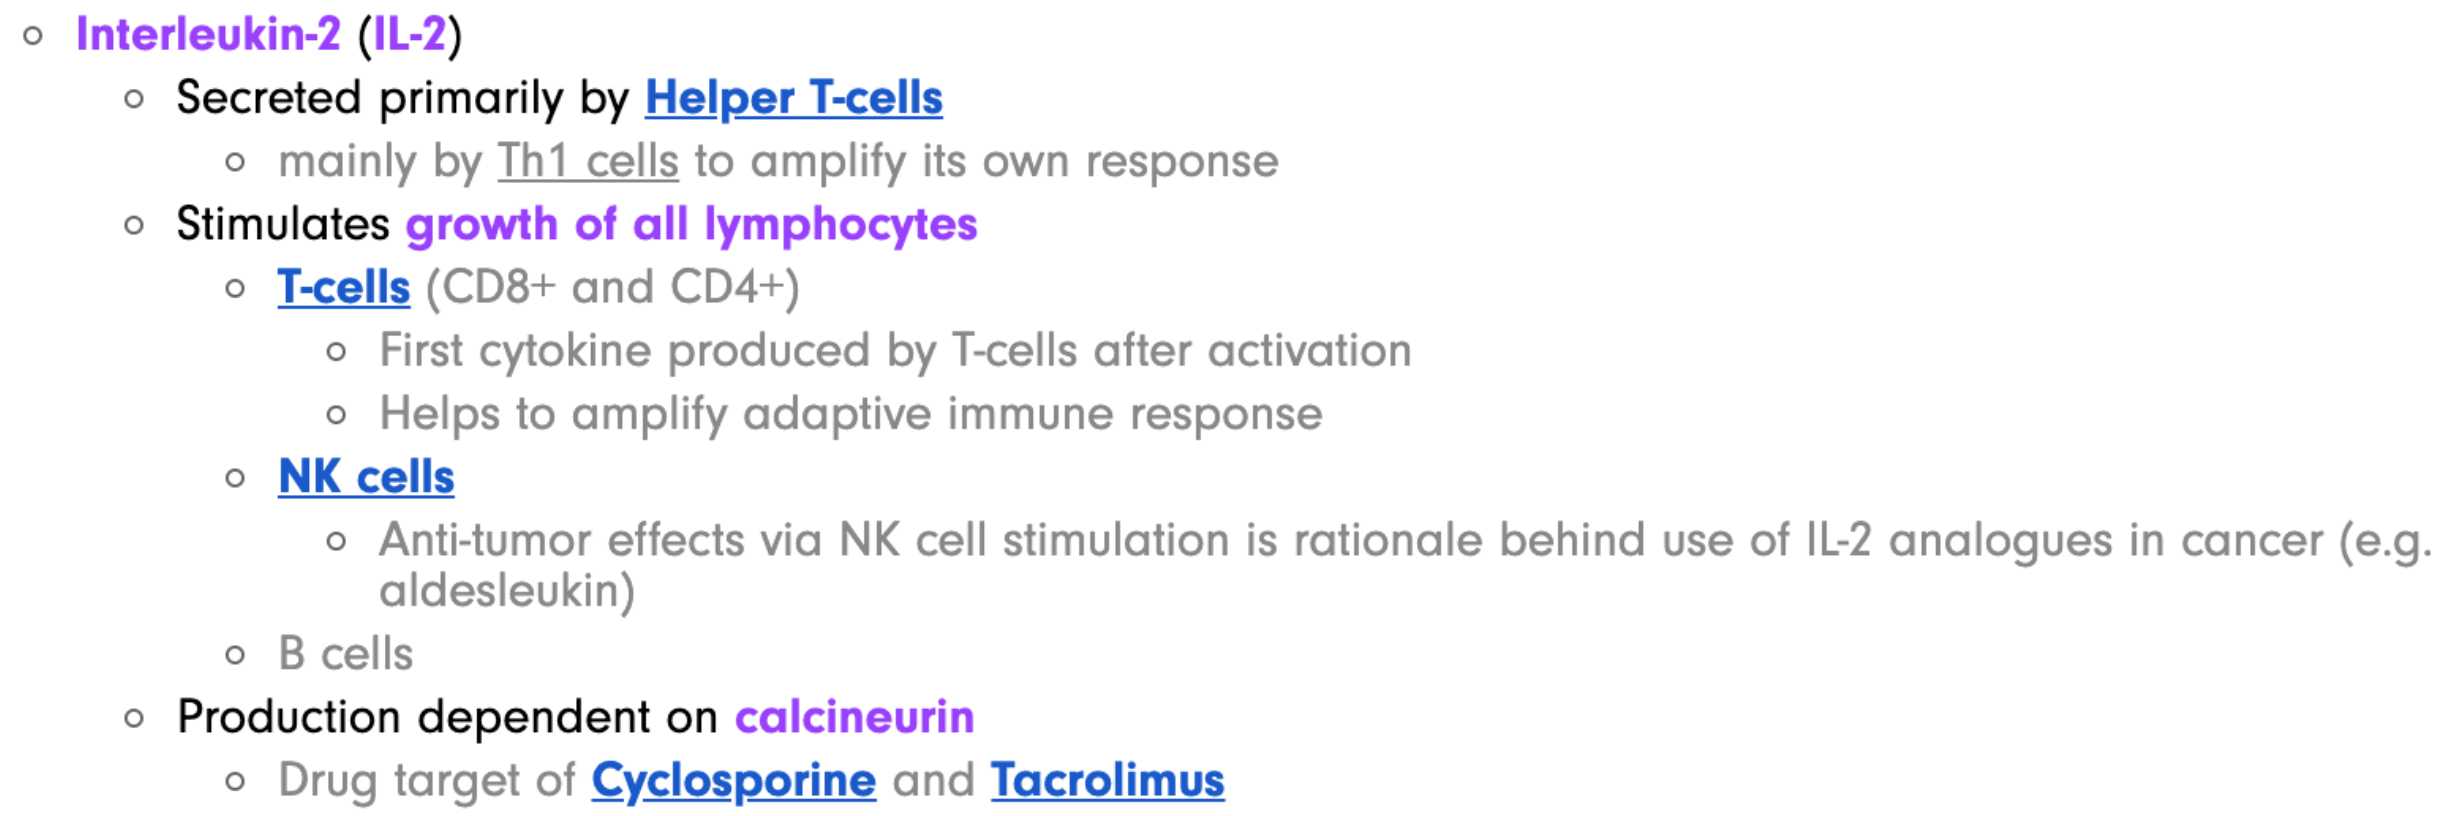 Interleukin-2 (IL-2)
Secreted primarily by Helper T-cells
mainly by Th1 cells to amplify its own response
Stimulates growth of all lymphocytes
T-cells (CD8+ and CD4+)
First cytokine produced by T-cells after activation
Helps to amplify adaptive immune response
NK cells
Anti-tumor effects via NK cell stimulation is rationale behind use of IL-2 analogues in cancer (e.g.
aldesleukin)
B cells
Production dependent on calcineurin
Drug target of Cyclosporine and Tacrolimus